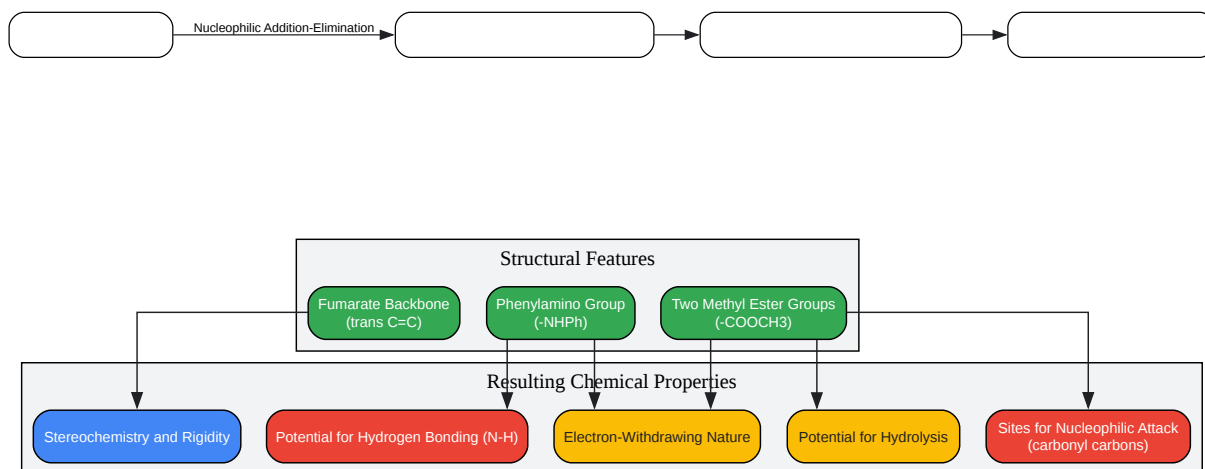 Nucleophilic Addition-Elimination
Structural Features
Fumarate Backbone
(trans C=C)
Phenylamino Group
(-NHPh)
Two Methyl Ester Groups
(-COOCH3)
Resulting Chemical Properties
Stereochemistry and Rigidity
Potential for Hydrogen Bonding (N-H)
Electron-Withdrawing Nature
Potential for Hydrolysis
Sites for Nucleophilic Attack
(carbonyl carbons)